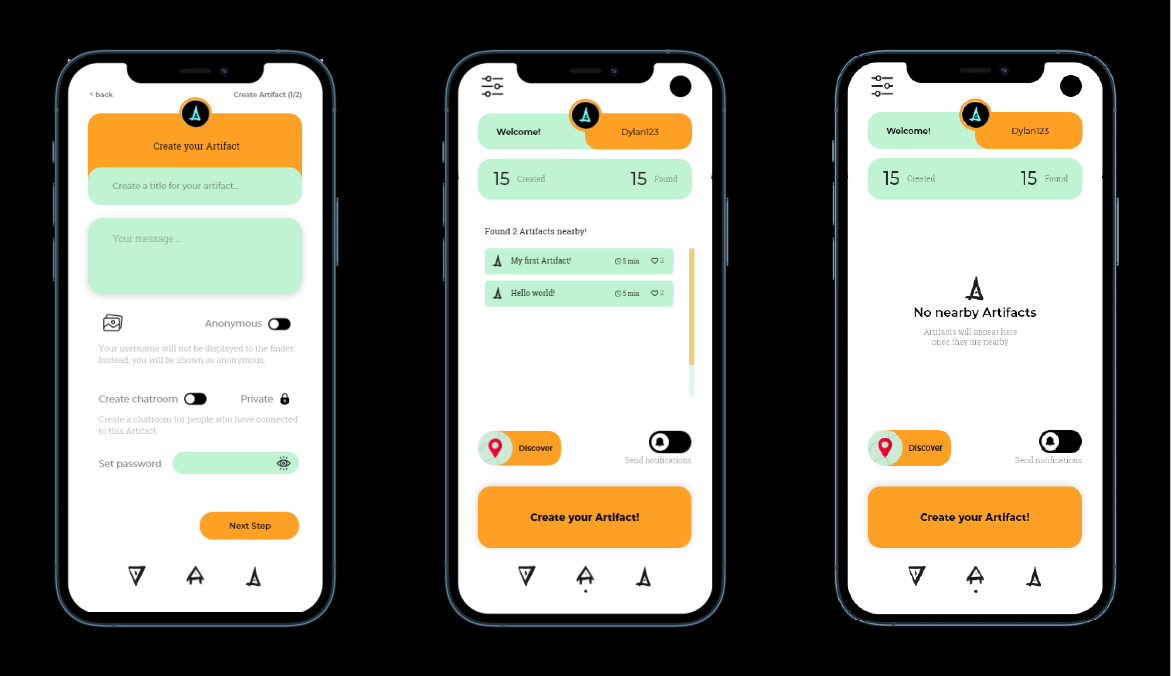 < back
Create Artifact (1/2)
Create your Artifact
Create a title for your artifact...
Your message ...
Anonymous
Your username will not be displayed to the finder.
Instead, you will be shown as anonymous.
Create chatroom
Private
Create a chatroom for people who have connected
to this Artifact.
Set password
Next Step
Welcome!
Dylan123
15 Created
15 Found
Found 2 Artifacts nearby!
My first Artifact! 5 min 2
Hello world! 5 min 2
Discover
Send notifications
Create your Artifact!
Welcome!
Dylan123
15 Created
15 Found
No nearby Artifacts
Artifacts will appear here
once they are nearby
Discover
Send notifications
Create your Artifact!